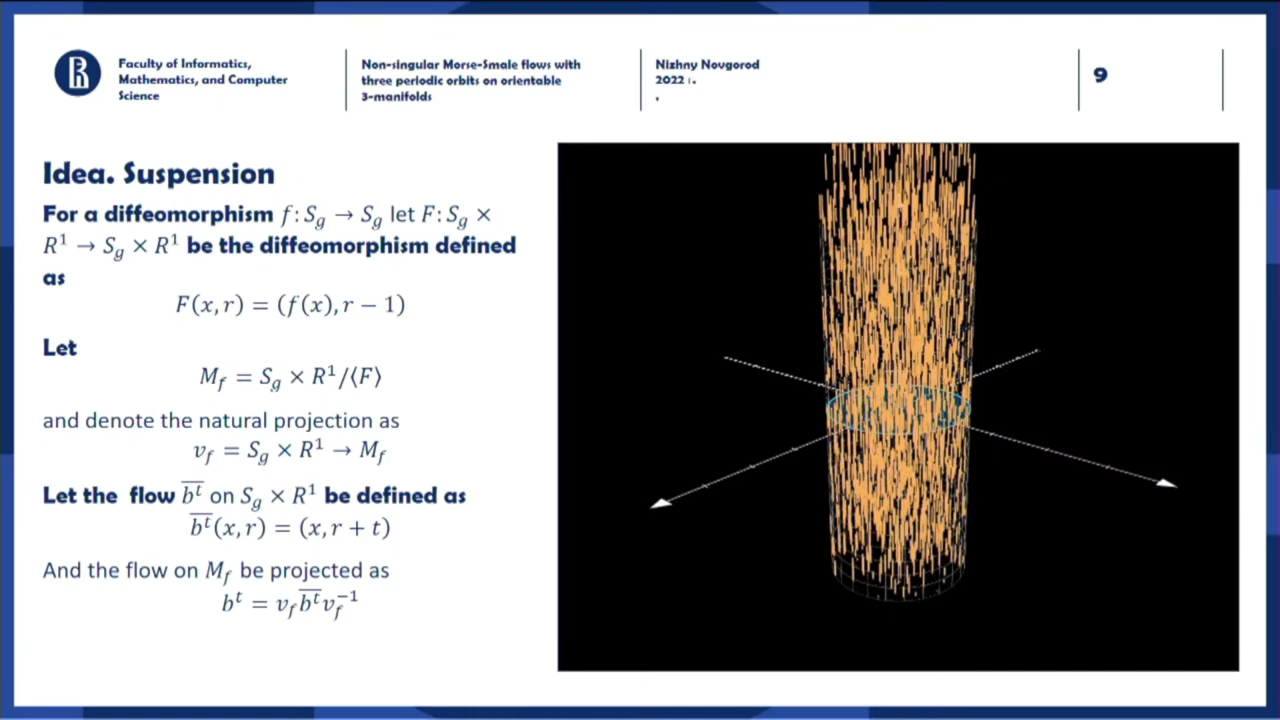 Faculty of Informatics,
Mathematics, and Computer
Science
Non-singular Morse-Smale flows with
three periodic orbits on orientable
3-manifolds
Nizhny Novgorod
2022 г.
,
9
Idea. Suspension
For a diffeomorphism f: S_g → S_g let F: S_g ×
R^1 → S_g × R^1 be the diffeomorphism defined
as
F(x, r) = (f(x), r − 1)
Let
M_f = S_g × R^1/⟨F⟩
and denote the natural projection as
v_f = S_g × R^1 → M_f
Let the flow \overline{b^t} on S_g × R^1 be defined as
\overline{b^t}(x, r) = (x, r + t)
And the flow on M_f be projected as
b^t = v_f \overline{b^t} v_f^{−1}